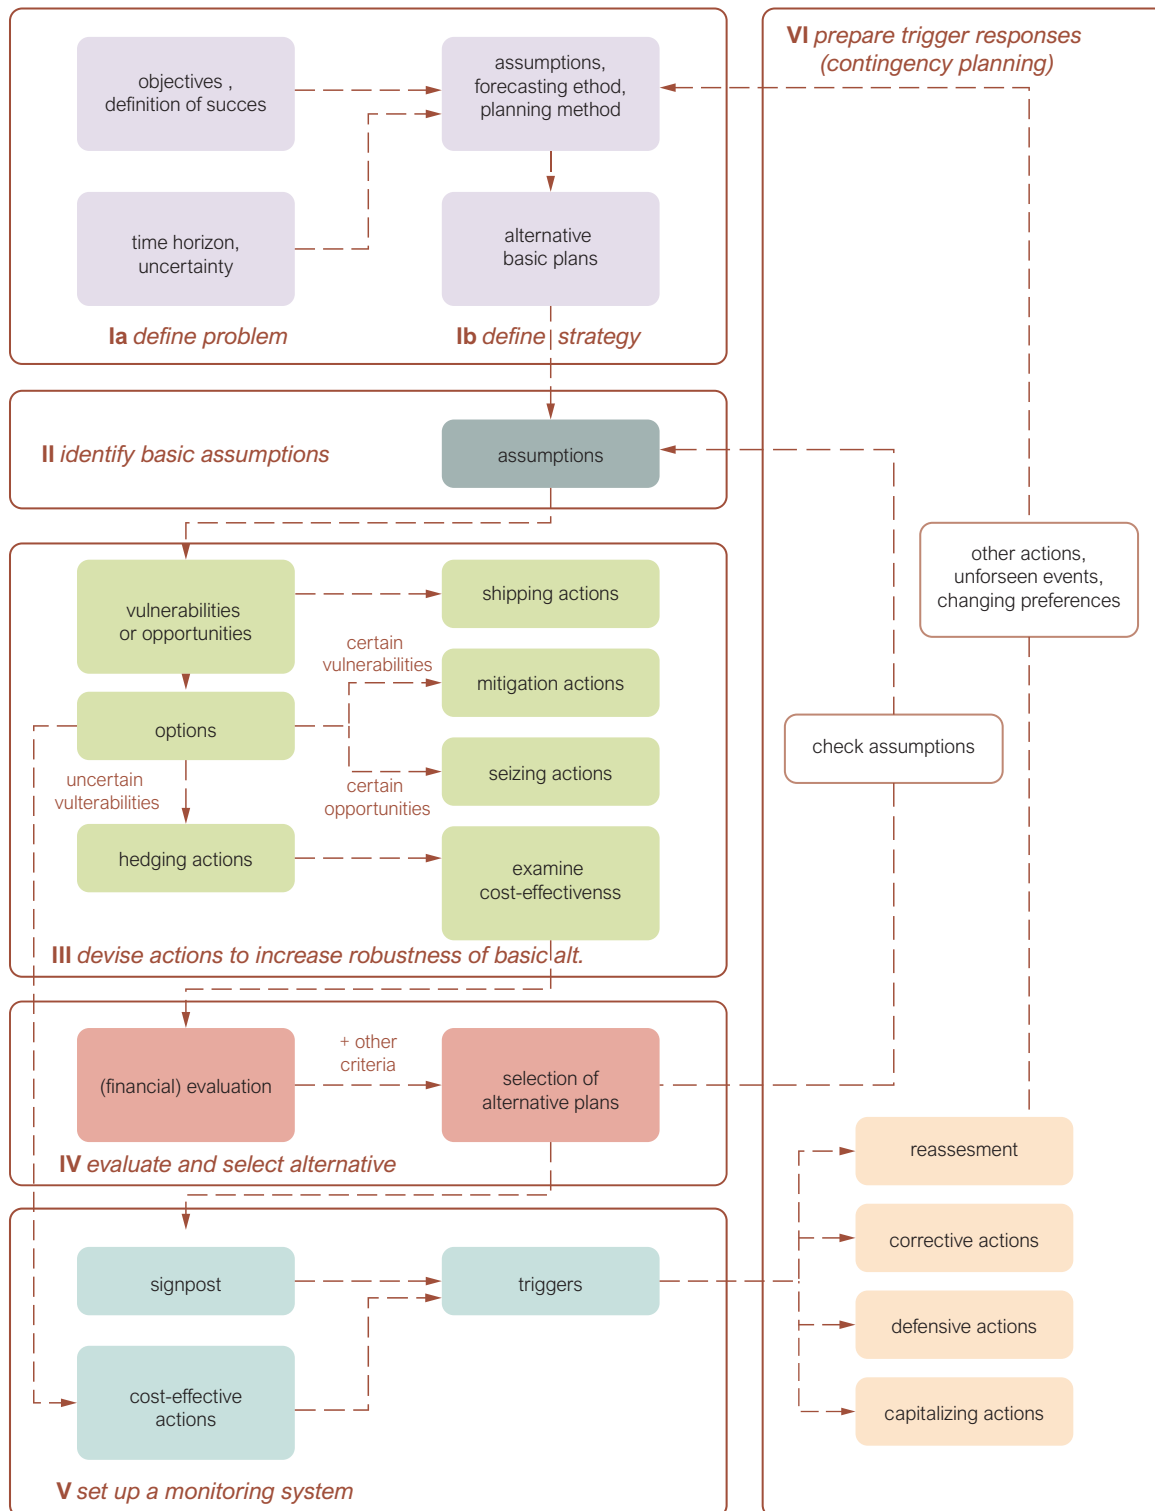 objectives ,
definition of succes
assumptions,
forecasting ethod,
planning method
time horizon,
uncertainty
alternative
basic plans
Ia define problem
Ib define strategy
II identify basic assumptions
assumptions
vulnerabilities
or opportunities
shipping actions
certain
vulnerabilities
mitigation actions
options
seizing actions
certain
opportunities
uncertain
vulterabilities
hedging actions
examine
cost-effectivenss
III devise actions to increase robustness of basic alt.
(financial) evaluation
+ other
criteria
selection of
alternative plans
IV evaluate and select alternative
signpost
triggers
cost-effective
actions
V set up a monitoring system
VI prepare trigger responses
(contingency planning)
other actions,
unforseen events,
changing preferences
check assumptions
reassesment
corrective actions
defensive actions
capitalizing actions